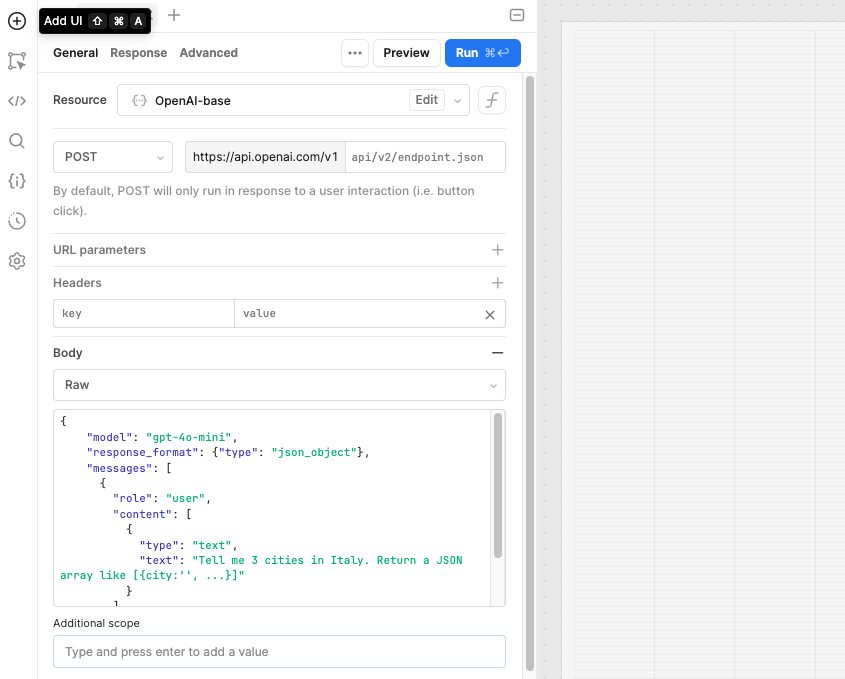 Add UI ⇧ ⌘ A
General Response Advanced
Preview
Run ⌘↩
Resource
OpenAI-base
Edit
POST
https://api.openai.com/v1
api/v2/endpoint.json
By default, POST will only run in response to a user interaction (i.e. button
click).
URL parameters
Headers
key
value
Body
Raw
{
    "model": "gpt-4o-mini",
    "response_format": {"type": "json_object"},
    "messages": [
      {
        "role": "user",
        "content": [
          {
            "type": "text",
            "text": "Tell me 3 cities in Italy. Return a JSON
array like [{city:'', ...}]"
          }
        ]
Additional scope
Type and press enter to add a value